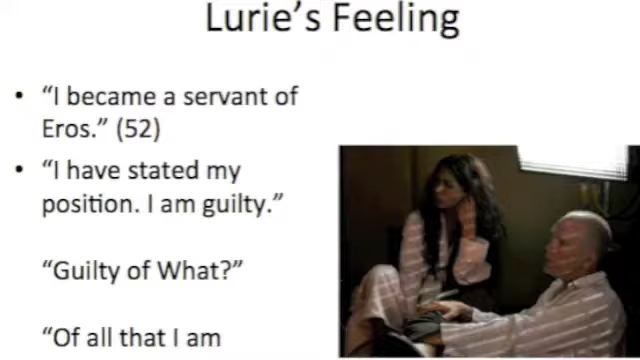 Lurie's Feeling
• "I became a servant of
Eros." (52)
• "I have stated my
position. I am guilty."
"Guilty of What?"
"Of all that I am